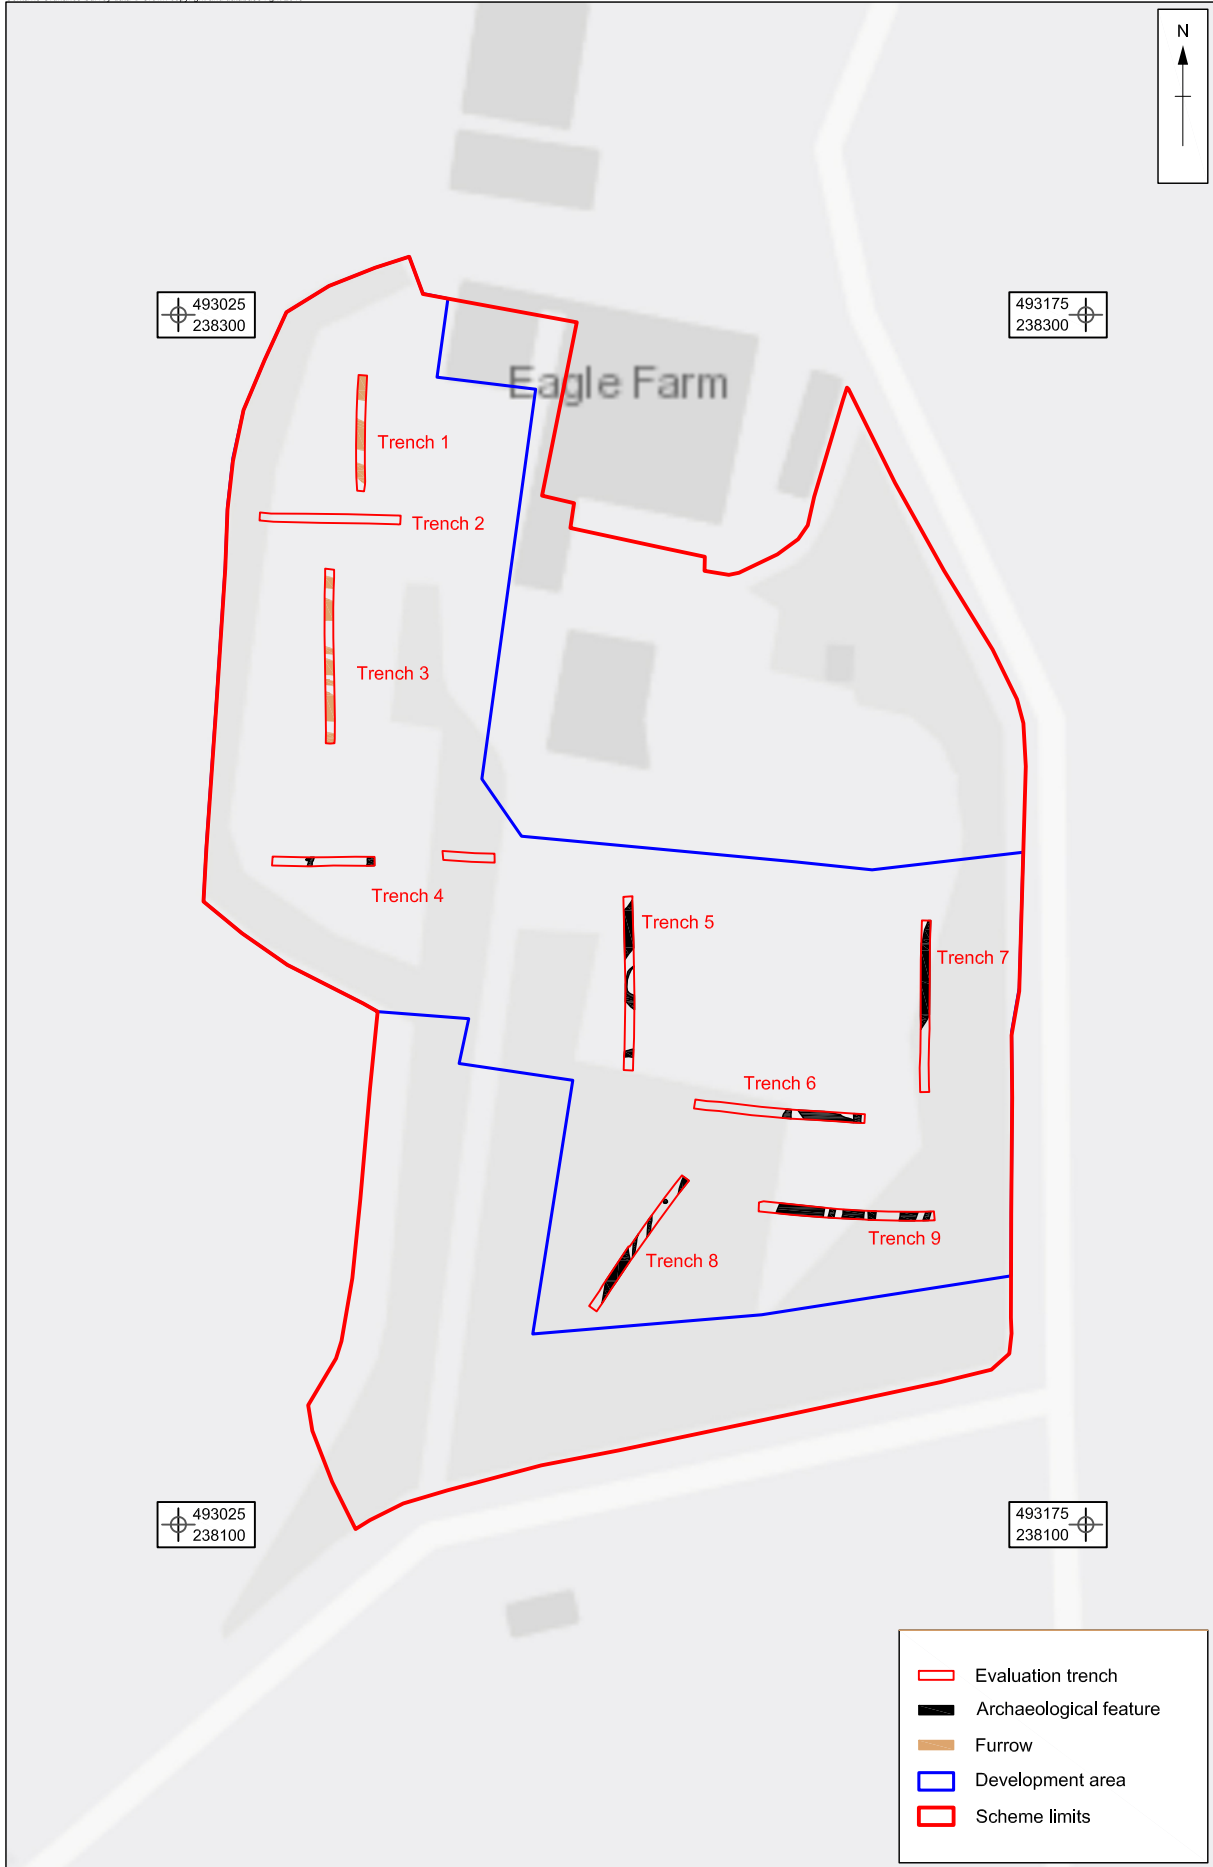 N
493025
238300
493175
238300
Eagle Farm
Trench 1
Trench 2
Trench 3
Trench 4
Trench 5
Trench 7
Trench 6
Trench 8
Trench 9
493025
238100
493175
238100
Evaluation trench
Archaeological feature
Furrow
Development area
Scheme limits